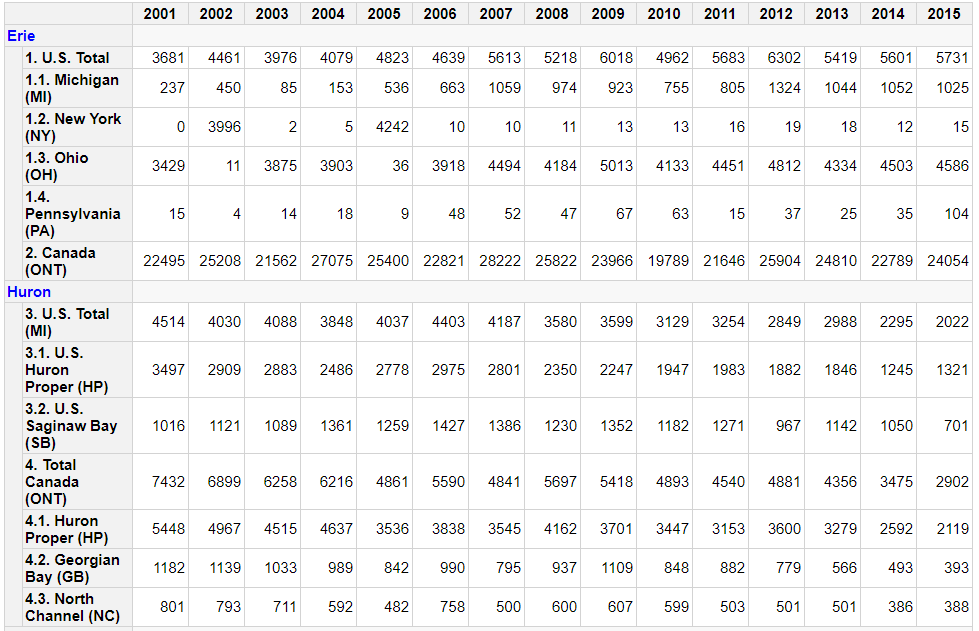 2001 2002 2003 2004 2005 2006 2007 2008 2009 2010 2011 2012 2013 2014 2015
Erie
1. U.S. Total 3681 4461 3976 4079 4823 4639 5613 5218 6018 4962 5683 6302 5419 5601 5731
1.1. Michigan
(MI) 237 450 85 153 536 663 1059 974 923 755 805 1324 1044 1052 1025
1.2. New York
(NY) 0 3996 2 5 4242 10 10 11 13 13 16 19 18 12 15
1.3. Ohio
(OH) 3429 11 3875 3903 36 3918 4494 4184 5013 4133 4451 4812 4334 4503 4586
1.4.
Pennsylvania
(PA) 15 4 14 18 9 48 52 47 67 63 15 37 25 35 104
2. Canada
(ONT) 22495 25208 21562 27075 25400 22821 28222 25822 23966 19789 21646 25904 24810 22789 24054
Huron
3. U.S. Total
(MI) 4514 4030 4088 3848 4037 4403 4187 3580 3599 3129 3254 2849 2988 2295 2022
3.1. U.S.
Huron
Proper (HP) 3497 2909 2883 2486 2778 2975 2801 2350 2247 1947 1983 1882 1846 1245 1321
3.2. U.S.
Saginaw Bay
(SB) 1016 1121 1089 1361 1259 1427 1386 1230 1352 1182 1271 967 1142 1050 701
4. Total
Canada
(ONT) 7432 6899 6258 6216 4861 5590 4841 5697 5418 4893 4540 4881 4356 3475 2902
4.1. Huron
Proper (HP) 5448 4967 4515 4637 3536 3838 3545 4162 3701 3447 3153 3600 3279 2592 2119
4.2. Georgian
Bay (GB) 1182 1139 1033 989 842 990 795 937 1109 848 882 779 566 493 393
4.3. North
Channel (NC) 801 793 711 592 482 758 500 600 607 599 503 501 501 386 388